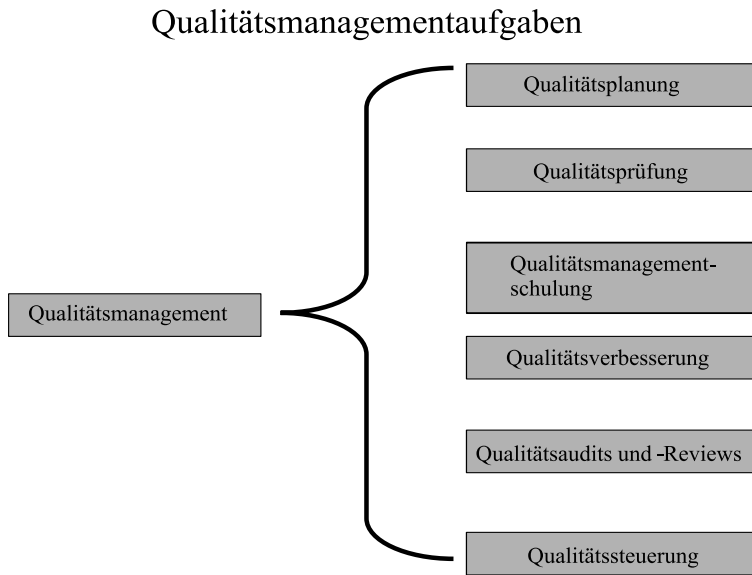 Qualitätsmanagementaufgaben
Qualitätsplanung
Qualitätsprüfung
Qualitätsmanagement-
schulung
Qualitätsmanagement
Qualitätsverbesserung
Qualitätsaudits und -Reviews
Qualitätssteuerung